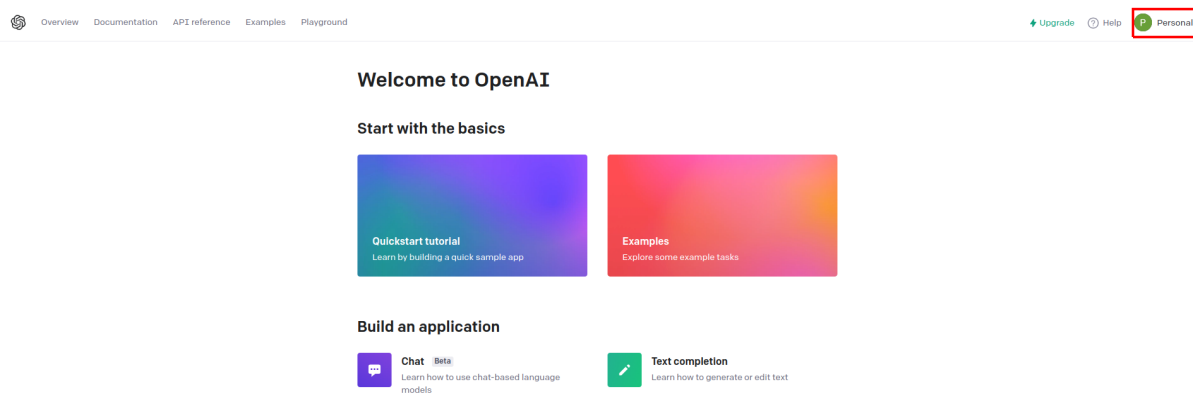 Overview Documentation API reference Examples Playground Upgrade Help P Personal
Welcome to OpenAI
Start with the basics
Quickstart tutorial
Learn by building a quick sample app
Examples
Explore some example tasks
Build an application
Chat Beta
Learn how to use chat-based language
models
Text completion
Learn how to generate or edit text